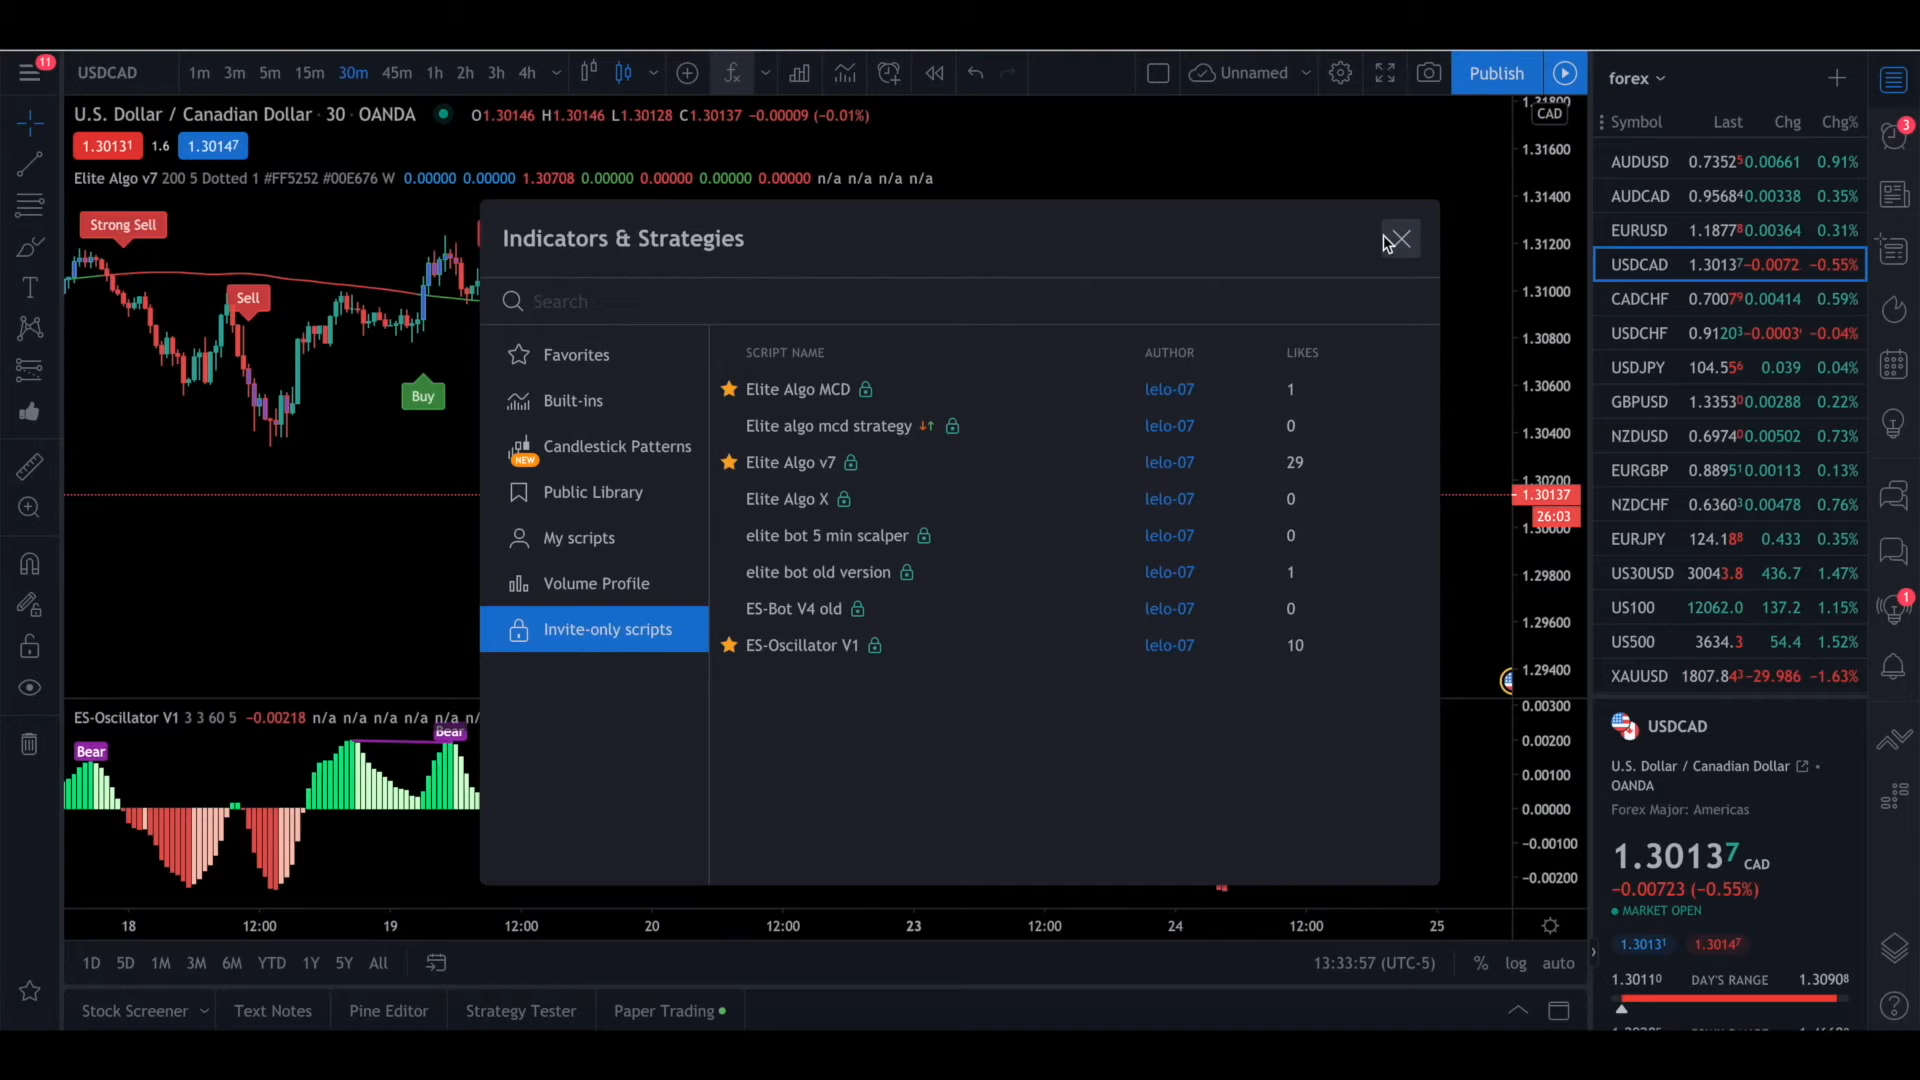 11
USDCAD 1m 3m 5m 15m 30m 45m 1h 2h 3h 4h Unnamed Publish
U.S. Dollar / Canadian Dollar · 30 · OANDA O1.30146 H1.30146 L1.30128 C1.30137 −0.00009 (−0.01%)
1.30131 1.6 1.30147
Elite Algo v7 200 5 Dotted 1 #FF5252 #00E676 W 0.00000 0.00000 1.30708 0.00000 0.00000 0.00000 0.00000 n/a n/a n/a n/a
Strong Sell
Sell
Buy
Indicators & Strategies
Search
Favorites
Built-ins
Candlestick Patterns
NEW
Public Library
My scripts
Volume Profile
Invite-only scripts
SCRIPT NAME AUTHOR LIKES
Elite Algo MCD lelo-07 1
Elite algo mcd strategy lelo-07 0
Elite Algo v7 lelo-07 29
Elite Algo X lelo-07 0
elite bot 5 min scalper lelo-07 0
elite bot old version lelo-07 1
ES-Bot V4 old lelo-07 0
ES-Oscillator V1 lelo-07 10
1.31800
CAD
1.31600
1.31400
1.31200
1.31000
1.30800
1.30600
1.30400
1.30200
1.30137
26:03
1.30000
1.29800
1.29600
1.29400
ES-Oscillator V1 3 3 60 5 −0.00218 n/a n/a n/a n/a n/a n/
Bear
Bear
0.00300
0.00200
0.00100
0.00000
−0.00100
−0.00200
18 12:00 19 12:00 20 12:00 23 12:00 24 12:00 25
1D 5D 1M 3M 6M YTD 1Y 5Y All 13:33:57 (UTC-5) % log auto
Stock Screener Text Notes Pine Editor Strategy Tester Paper Trading
forex
Symbol Last Chg Chg%
AUDUSD 0.73525 0.00661 0.91%
AUDCAD 0.95684 0.00338 0.35%
EURUSD 1.18778 0.00364 0.31%
USDCAD 1.30137 −0.0072 −0.55%
CADCHF 0.70079 0.00414 0.59%
USDCHF 0.91203 −0.0003 −0.04%
USDJPY 104.556 0.039 0.04%
GBPUSD 1.33530 0.00288 0.22%
NZDUSD 0.69740 0.00502 0.73%
EURGBP 0.88951 0.00113 0.13%
NZDCHF 0.63603 0.00478 0.76%
EURJPY 124.188 0.433 0.35%
US30USD 30043.8 436.7 1.47%
US100 12062.0 137.2 1.15%
US500 3634.3 54.4 1.52%
XAUUSD 1807.843 −29.986 −1.63%
USDCAD
U.S. Dollar / Canadian Dollar
OANDA
Forex Major: Americas
1.30137 CAD
−0.00723 (−0.55%)
MARKET OPEN
1.30131 1.30147
1.30110 DAY'S RANGE 1.30908
3
1